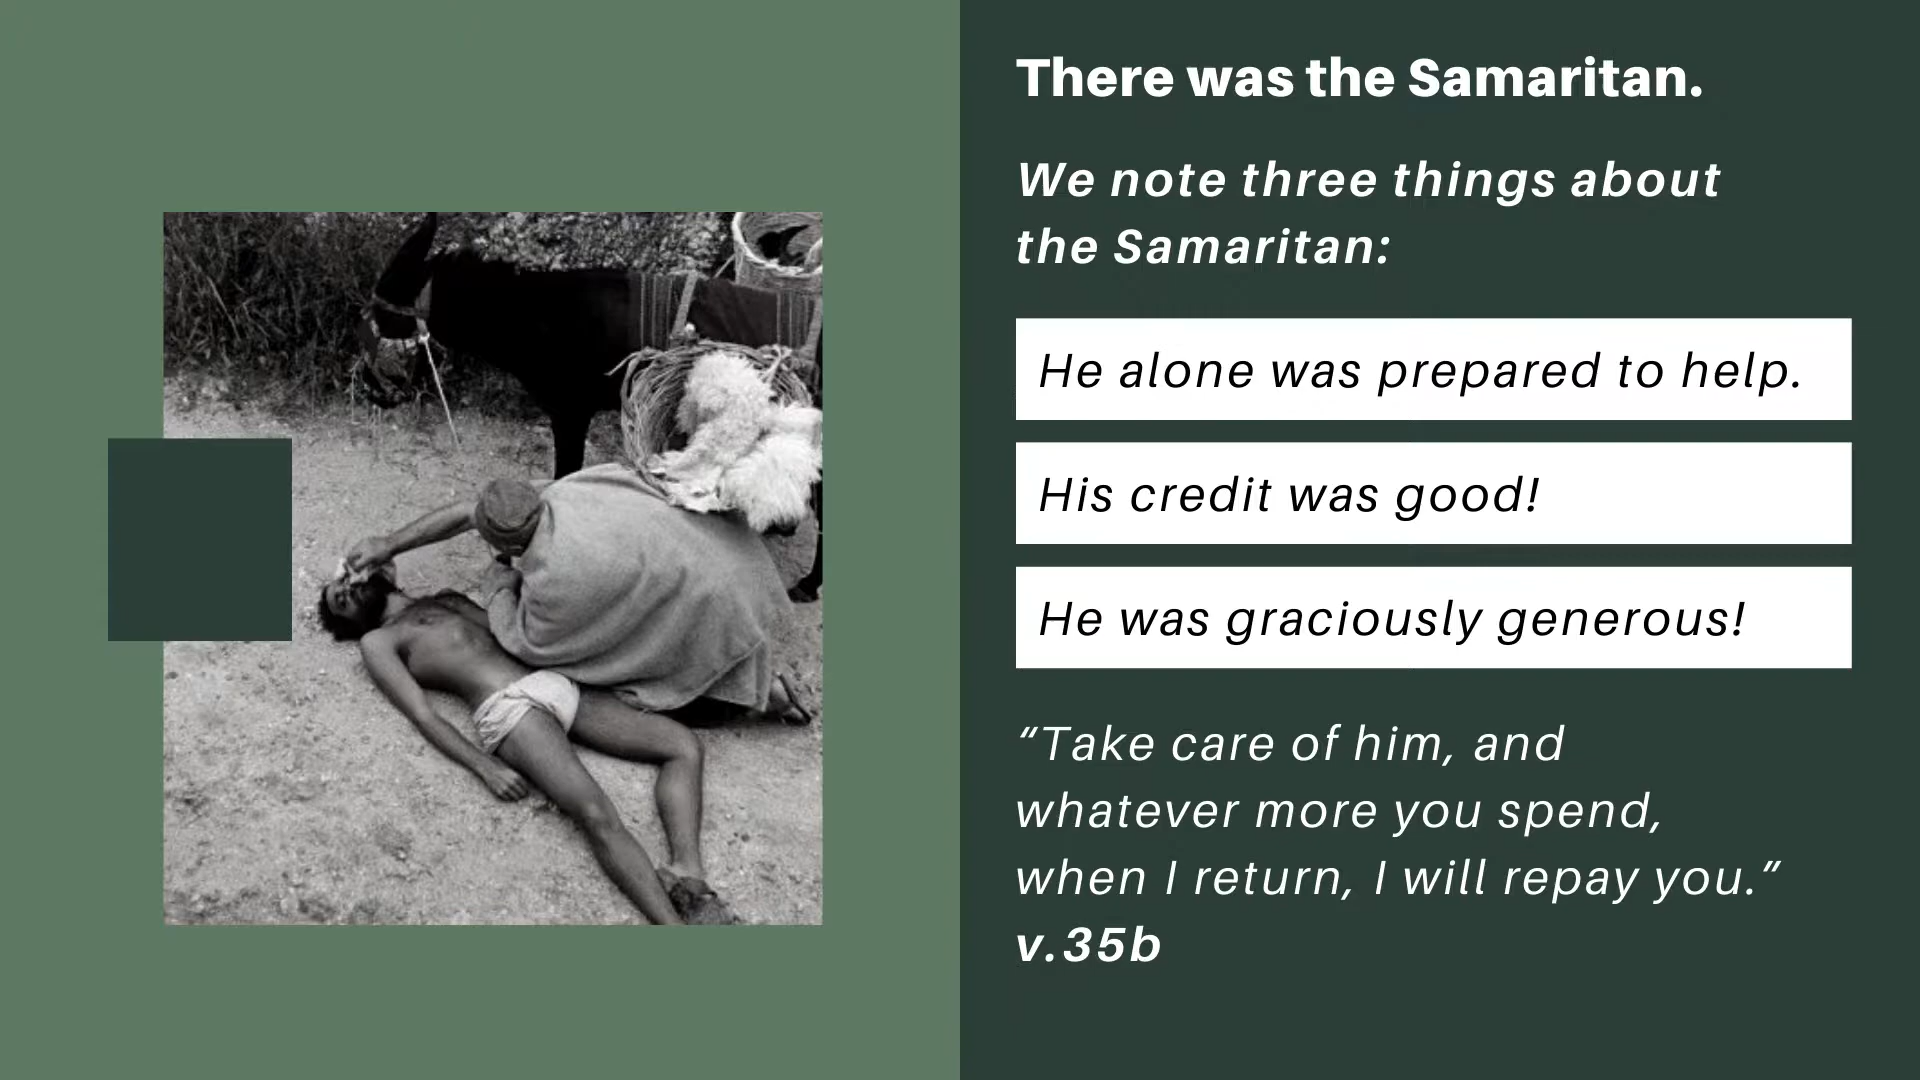 There was the Samaritan.
We note three things about
the Samaritan:
He alone was prepared to help.
His credit was good!
He was graciously generous!
“Take care of him, and
whatever more you spend,
when I return, I will repay you.”
v.35b